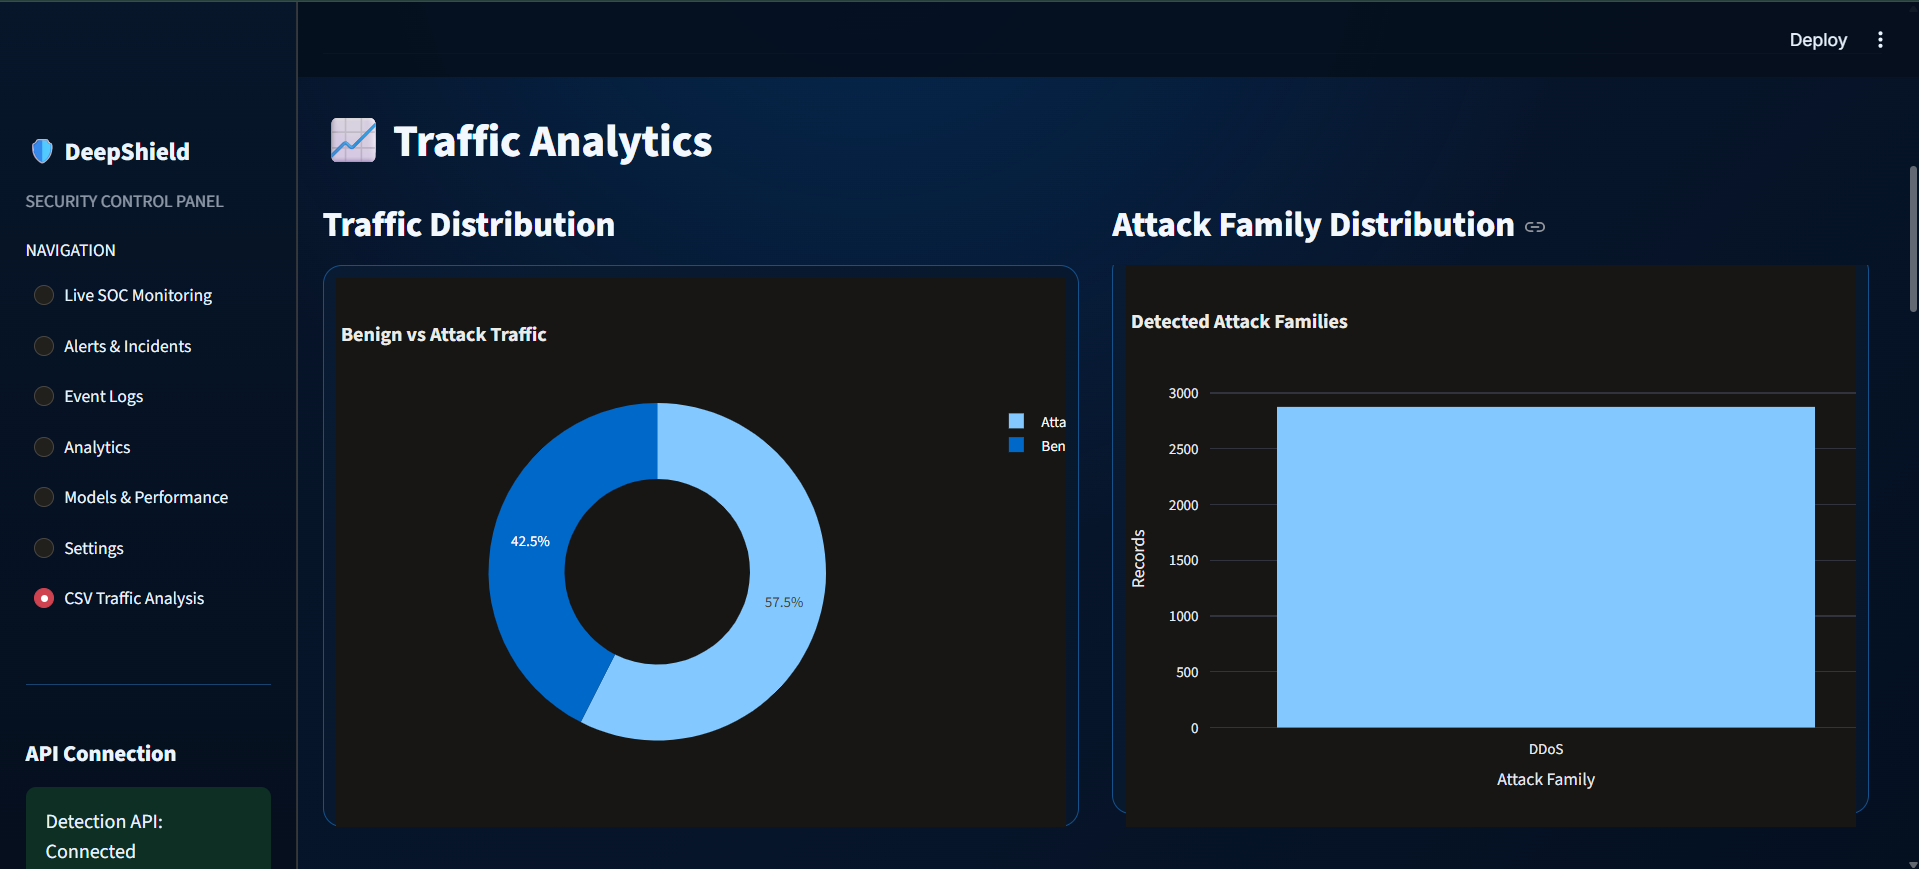 Deploy
DeepShield
SECURITY CONTROL PANEL
NAVIGATION
Live SOC Monitoring
Alerts & Incidents
Event Logs
Analytics
Models & Performance
Settings
CSV Traffic Analysis
API Connection
Detection API:
Connected
Traffic Analytics
Traffic Distribution
Benign vs Attack Traffic
Atta
Ben
42.5%
57.5%
Attack Family Distribution
Detected Attack Families
3000
2500
2000
1500
1000
500
0
Records
DDoS
Attack Family